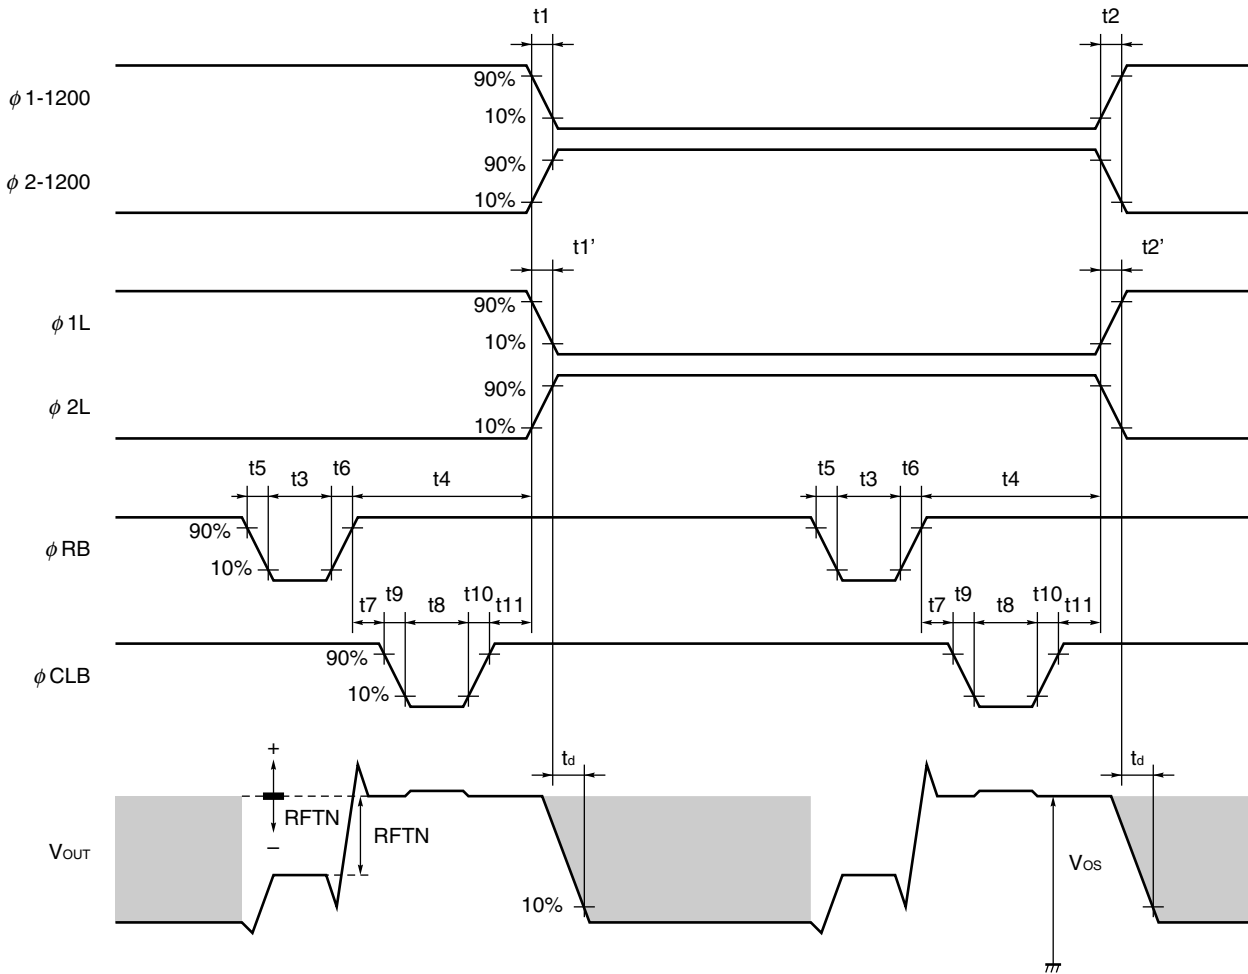 t1 t2
90%
φ 1-1200
10%
90%
φ 2-1200
10%
t1’ t2’
90%
φ 1L
10%
90%
φ 2L
10%
t5 t3 t6 t4 t5 t3 t6 t4
90%
φ RB
10%
t7 t9 t8 t10 t11 t7 t9 t8 t10 t11
90%
φ CLB
10%
+
td td
RFTN
RFTN
–
VOUT
VOS
10%